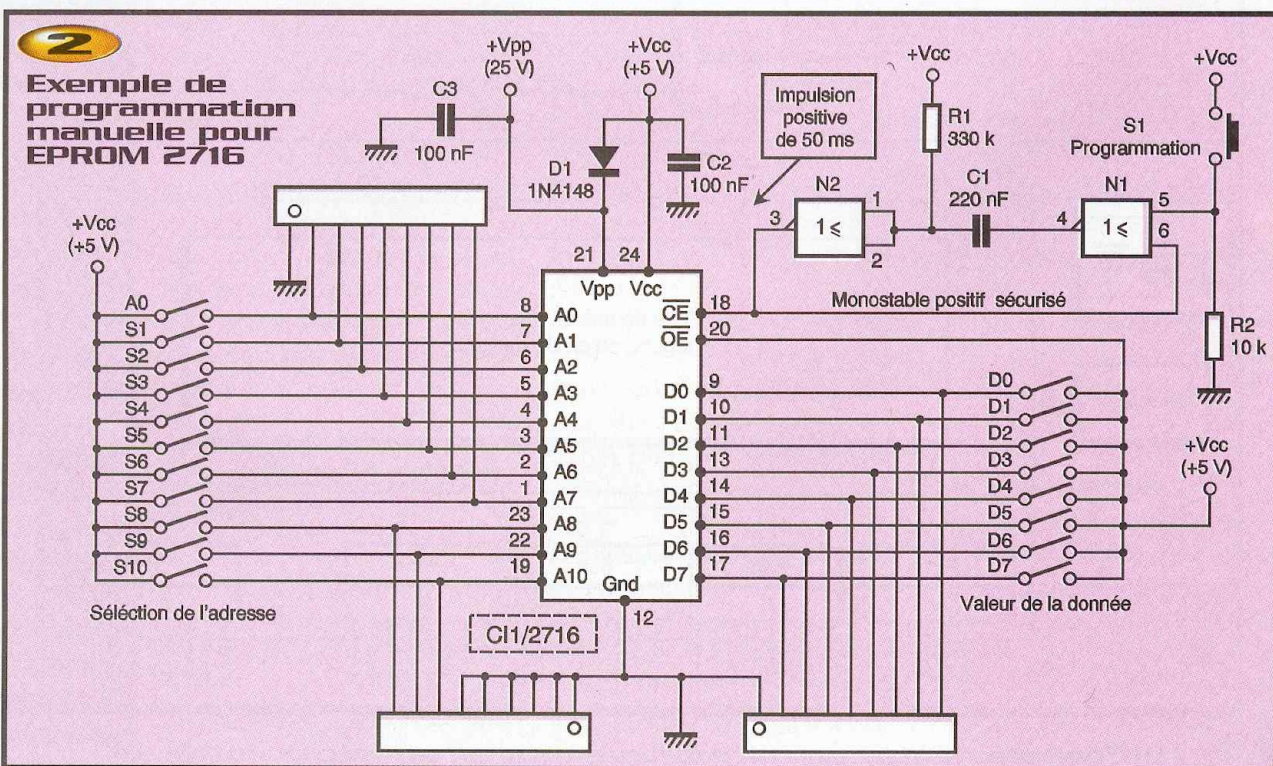 2
Exemple de
programmation
manuelle pour
EPROM 2716
+Vpp
(25 V)
+Vcc
(+5 V)
C3
100 nF
D1
1N4148
C2
100 nF
Impulsion
positive
de 50 ms
+Vcc
R1
330 k
C1
220 nF
+Vcc
S1
Programmation
N2
3
1≤
1
2
N1
4
1≤
5
6
Monostable positif sécurisé
R2
10 k
+Vcc
(+5 V)
A0
S1
S2
S3
S4
S5
S6
S7
S8
S9
S10
Séléction de l'adresse
21
24
Vpp
Vcc
8
A0
7
A1
6
A2
5
A3
4
A4
3
A5
2
A6
1
A7
23
A8
22
A9
19
A10
CE
18
OE
20
D0
9
D1
10
D2
11
D3
13
D4
14
D5
15
D6
16
D7
17
Gnd
12
CI1/2716
D0
D1
D2
D3
D4
D5
D6
D7
Valeur de la donnée
+Vcc
(+5 V)